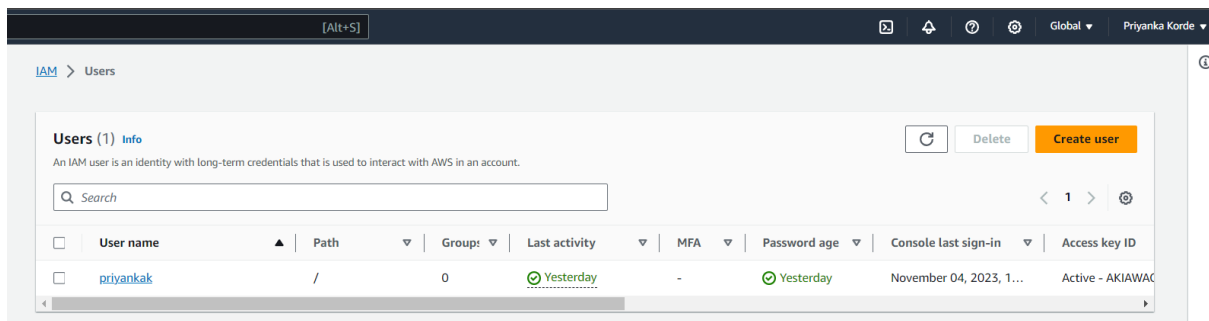 [Alt+S] Global Priyanka Korde
IAM > Users
Users (1) Info
Delete Create user
An IAM user is an identity with long-term credentials that is used to interact with AWS in an account.
Search
1
User name Path Groups Last activity MFA Password age Console last sign-in Access key ID
priyankak / 0 Yesterday - Yesterday November 04, 2023, 1... Active - AKIAWAC